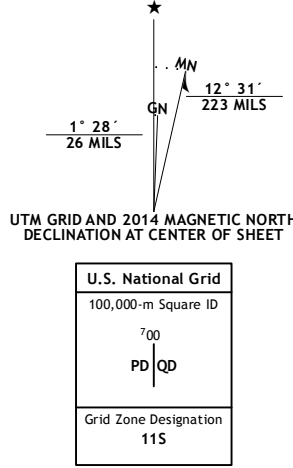 ★
MN
GN
12° 31´
223 MILS
1° 28´
26 MILS
UTM GRID AND 2014 MAGNETIC NORTH
DECLINATION AT CENTER OF SHEET
U.S. National Grid
100,000-m Square ID
⁷00
PD QD
Grid Zone Designation
11S